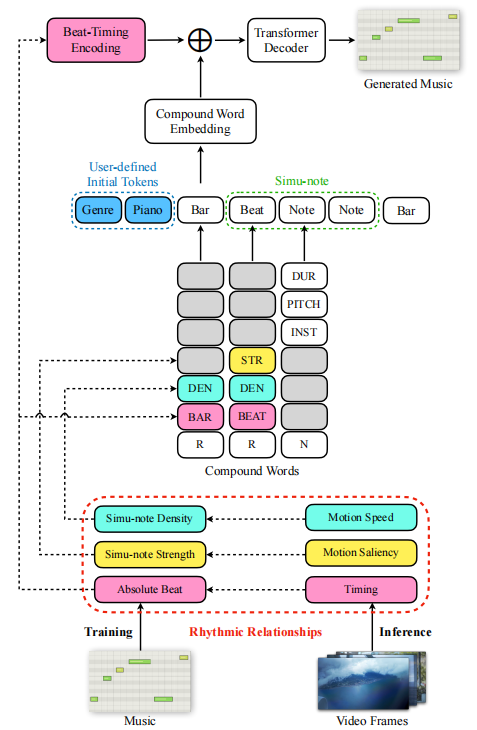 Beat-Timing
Encoding
Transformer
Decoder
Generated Music
Compound Word
Embedding
User-defined
Initial Tokens
Simu-note
Genre
Piano
Bar
Beat
Note
Note
Bar
DUR
PITCH
INST
STR
DEN
DEN
BAR
BEAT
R
R
N
Compound Words
Simu-note Density
Motion Speed
Simu-note Strength
Motion Saliency
Absolute Beat
Timing
Training
Rhythmic Relationships
Inference
Music
Video Frames